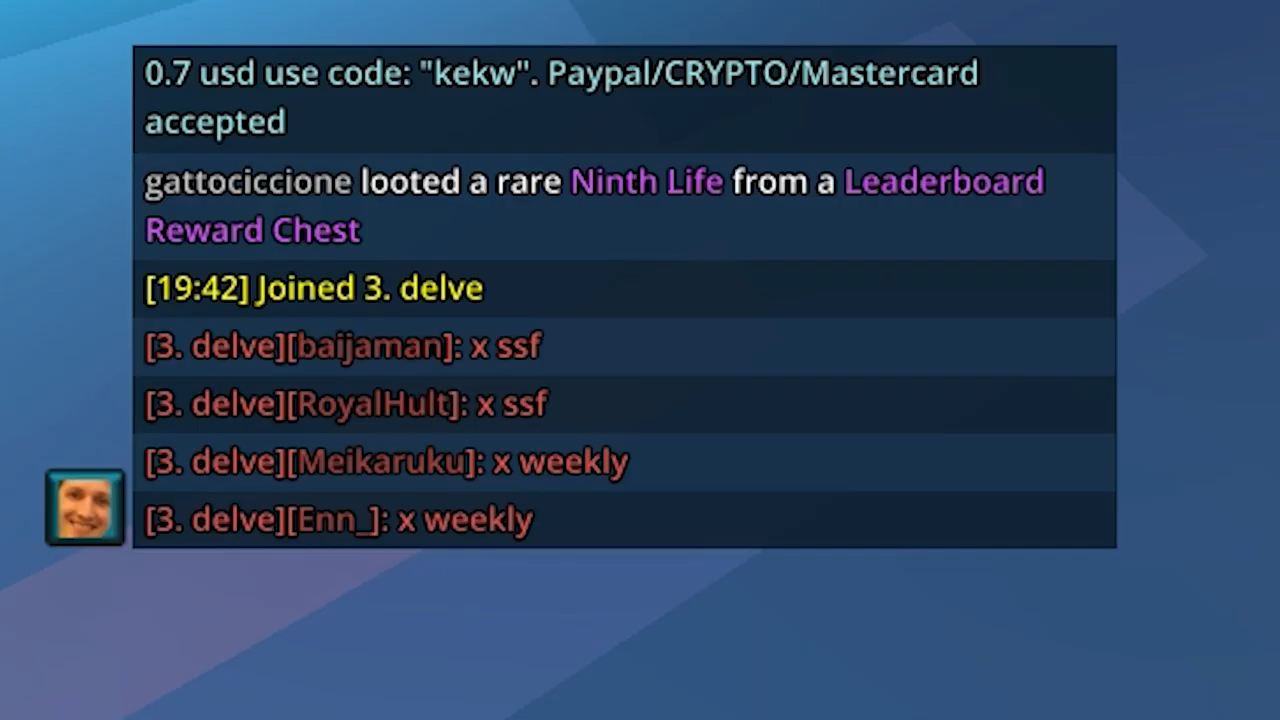 0.7 usd use code: "kekw". Paypal/CRYPTO/Mastercard
accepted
gattociccione looted a rare Ninth Life from a Leaderboard
Reward Chest
[19:42] Joined 3. delve
[3. delve][baijaman]: x ssf
[3. delve][RoyalHult]: x ssf
[3. delve][Meikaruku]: x weekly
[3. delve][Enn_]: x weekly